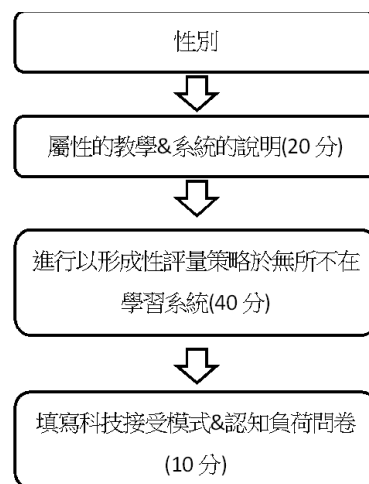 性別
屬性的教學&系統的說明(20 分)
進行以形成性評量策略於無所不在
學習系統(40 分)
填寫科技接受模式&認知負荷問卷
(10 分)